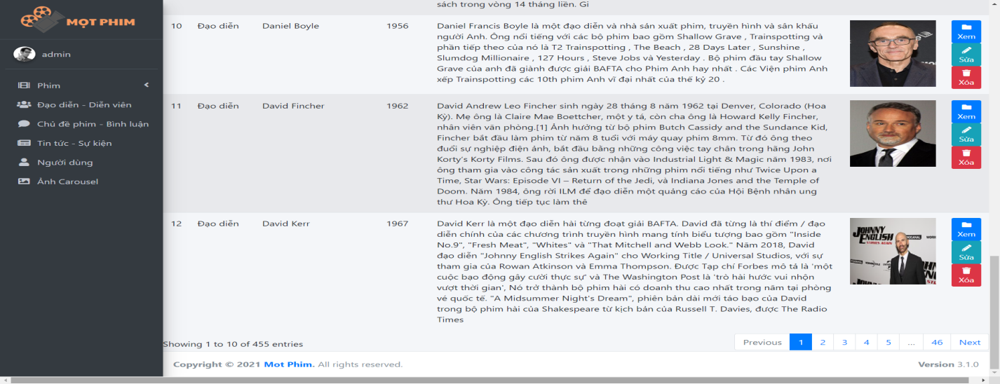 MỌT PHIM
admin
Phim
Đạo diễn - Diễn viên
Chủ đề phim - Bình luận
Tin tức - Sự kiện
Người dùng
Ảnh Carousel
sách trong vòng 14 tháng liền. Gi
10 Đạo diễn Daniel Boyle 1956
Daniel Francis Boyle là một đạo diễn và nhà sản xuất phim, truyền hình và sân khấu
người Anh. Ông nổi tiếng với các bộ phim bao gồm Shallow Grave , Trainspotting và
phần tiếp theo của nó là T2 Trainspotting , The Beach , 28 Days Later , Sunshine ,
Slumdog Millionaire , 127 Hours , Steve Jobs và Yesterday . Bộ phim đầu tay Shallow
Grave của anh đã giành được giải BAFTA cho Phim Anh hay nhất . Các Viện phim Anh
xếp Trainspotting các 10th phim Anh vĩ đại nhất của thế kỷ 20 .
Xem
Sửa
Xóa
11 Đạo diễn David Fincher 1962
David Andrew Leo Fincher sinh ngày 28 tháng 8 năm 1962 tại Denver, Colorado (Hoa
Kỳ). Mẹ ông là Claire Mae Boettcher, một y tá, còn cha ông là Howard Kelly Fincher,
nhân viên văn phòng.[1] Ảnh hưởng từ bộ phim Butch Cassidy and the Sundance Kid,
Fincher bắt đầu làm phim từ năm 8 tuổi với máy quay phim 8mm. Từ đó ông theo
đuổi sự nghiệp điện ảnh, bắt đầu bằng những công việc tay chân trong hãng John
Korty's Korty Films. Sau đó ông được nhận vào Industrial Light & Magic năm 1983, nơi
ông tham gia vào công tác sản xuất trong những phim nổi tiếng như Twice Upon a
Time, Star Wars: Episode VI – Return of the Jedi, và Indiana Jones and the Temple of
Doom. Năm 1984, ông rời ILM để đạo diễn một quảng cáo của Hội Bệnh nhân ung
thư Hoa Kỳ. Ông tiếp tục làm thê
Xem
Sửa
Xóa
12 Đạo diễn David Kerr 1967
David Kerr là một đạo diễn hài từng đoạt giải BAFTA. David đã từng là thí điểm / đạo
diễn chính của các chương trình truyền hình mang tính biểu tượng bao gồm "Inside
No.9", "Fresh Meat", "Whites" và "That Mitchell and Webb Look." Năm 2018, David
đạo diễn "Johnny English Strikes Again" cho Working Title / Universal Studios, với sự
tham gia của Rowan Atkinson và Emma Thompson. Được Tạp chí Forbes mô tả là 'một
cuộc bạo động gây cười thực sự' và The Washington Post là 'trò hài hước vui nhộn
vượt thời gian', Nó trở thành bộ phim hài có doanh thu cao nhất trong năm tại phòng
vé quốc tế. "A Midsummer Night's Dream", phiên bản dài mới táo bạo của David
trong bộ phim hài của Shakespeare từ kịch bản của Russell T. Davies, được The Radio
Times
JOHNNY
ENGLISH
STRIKES AGAIN
Xem
Sửa
Xóa
Showing 1 to 10 of 455 entries
Previous 1 2 3 4 5 ... 46 Next
Copyright © 2021 Mot Phim. All rights reserved.
Version 3.1.0